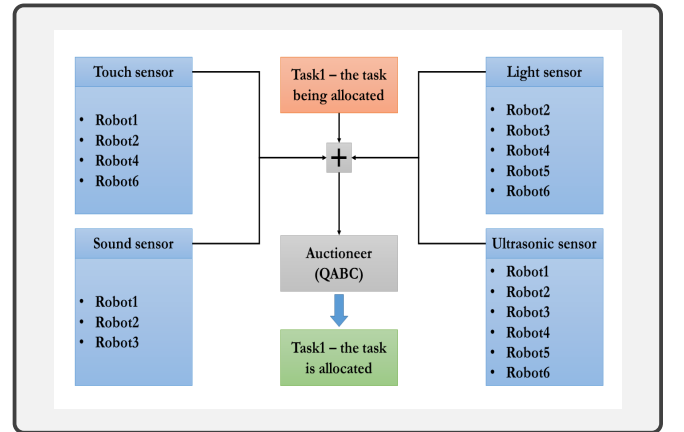 Touch sensor
• Robot1
• Robot2
• Robot4
• Robot6
Sound sensor
• Robot1
• Robot2
• Robot3
Task1 – the task
being allocated
+
Auctioneer
(QABC)
Task1 – the task
is allocated
Light sensor
• Robot2
• Robot3
• Robot4
• Robot5
• Robot6
Ultrasonic sensor
• Robot1
• Robot2
• Robot3
• Robot4
• Robot5
• Robot6